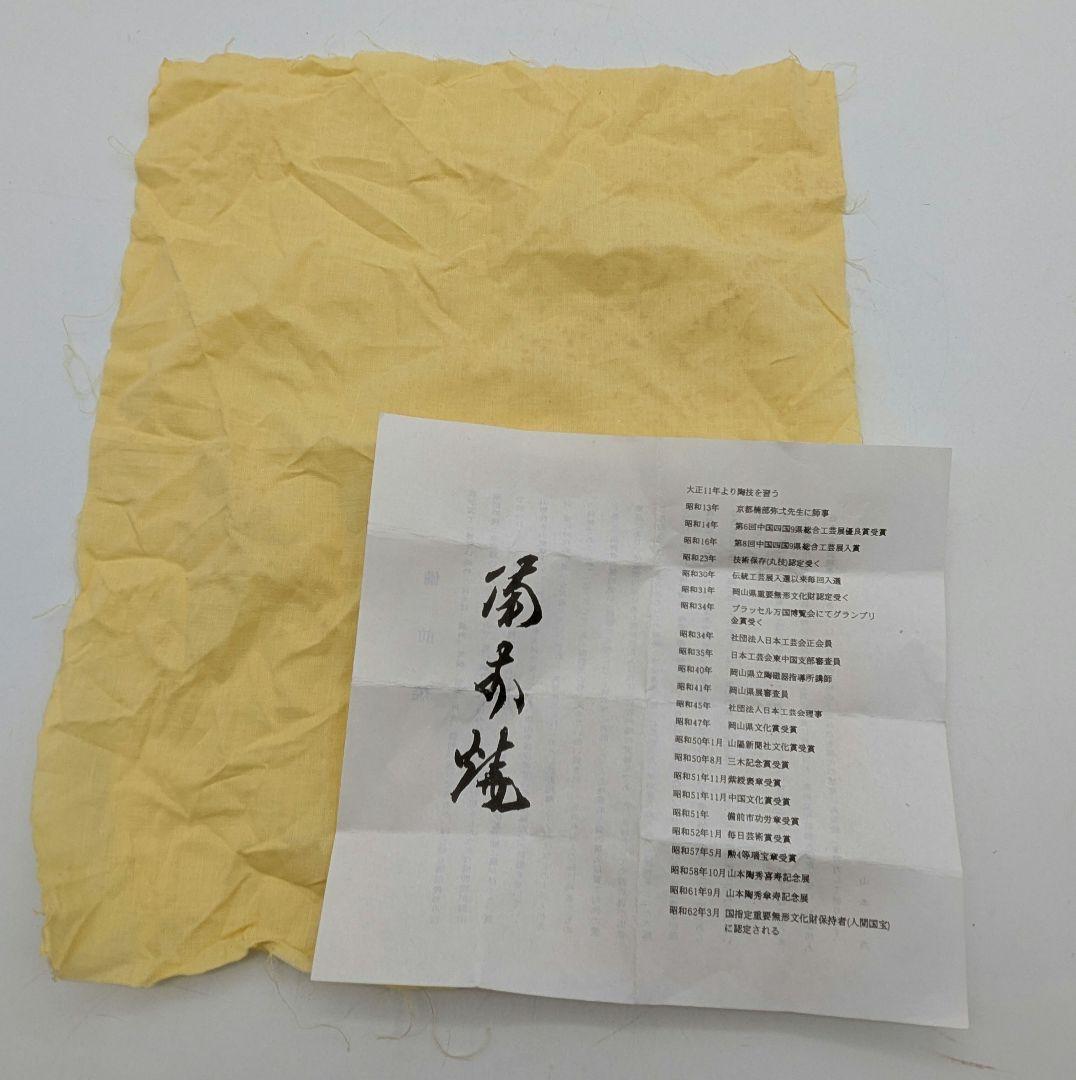 備前焼
大正11年より陶技を習う
昭和13年 京都楠部弥弌先生に師事
昭和14年 第6回中国四国9県総合工芸展優良賞受賞
昭和16年 第8回中国四国9県総合工芸展入賞
昭和23年 技術保存(丸技)認定受く
昭和30年 伝統工芸展入選以来毎回入選
昭和31年 岡山県重要無形文化財認定受く
昭和34年 ブラッセル万国博覧会にてグランプリ
金賞受く
昭和34年 社団法人日本工芸会正会員
昭和35年 日本工芸会東中国支部審査員
昭和40年 岡山県立陶磁器指導所講師
昭和41年 岡山県展審査員
昭和45年 社団法人日本工芸会理事
昭和47年 岡山県文化賞受賞
昭和50年1月 山陽新聞社文化賞受賞
昭和50年8月 三木記念賞受賞
昭和51年11月紫綬褒章受賞
昭和51年11月中国文化賞受賞
昭和51年 備前市功労章受賞
昭和52年1月 毎日芸術賞受賞
昭和57年5月 勲4等瑞宝章受賞
昭和58年10月山本陶秀喜寿記念展
昭和61年9月 山本陶秀傘寿記念展
昭和62年3月 国指定重要無形文化財保持者(人間国宝)
に認定される